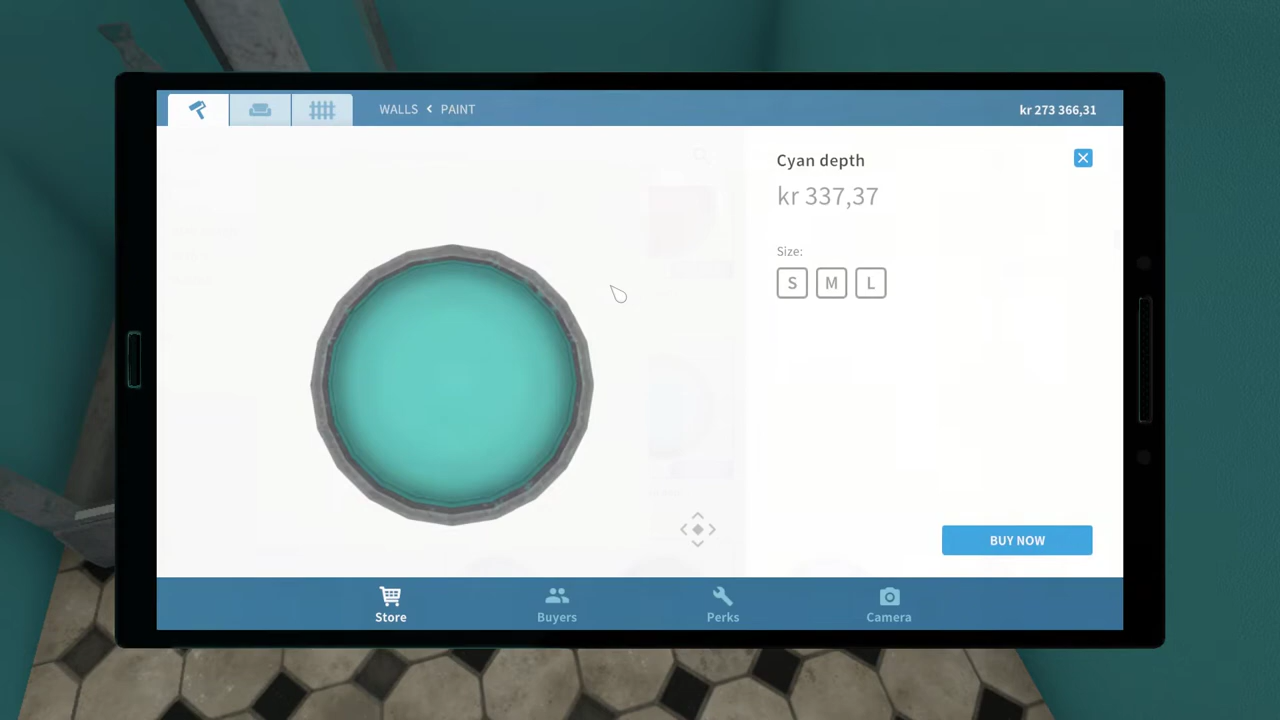 WALLS < PAINT
kr 273 366,31
Cyan depth
kr 337,37
Size:
S M L
BUY NOW
Store
Buyers
Perks
Camera